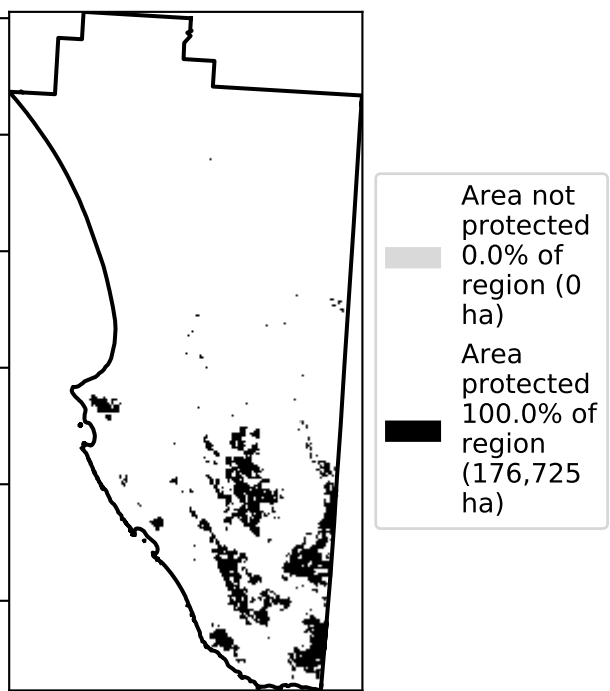 Area not
protected
0.0% of
region (0
ha)
Area
protected
100.0% of
region
(176,725
ha)